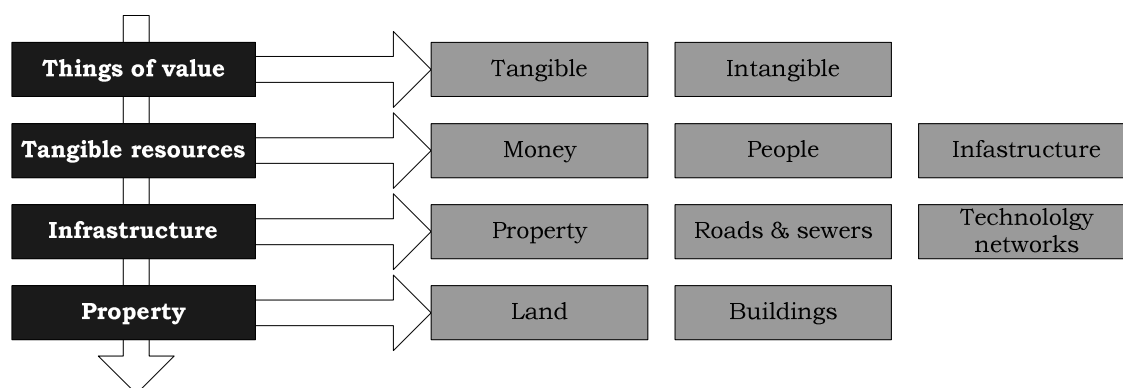 Things of value
Tangible
Intangible
Tangible resources
Money
People
Infastructure
Infrastructure
Property
Roads & sewers
Technololgy
networks
Property
Land
Buildings